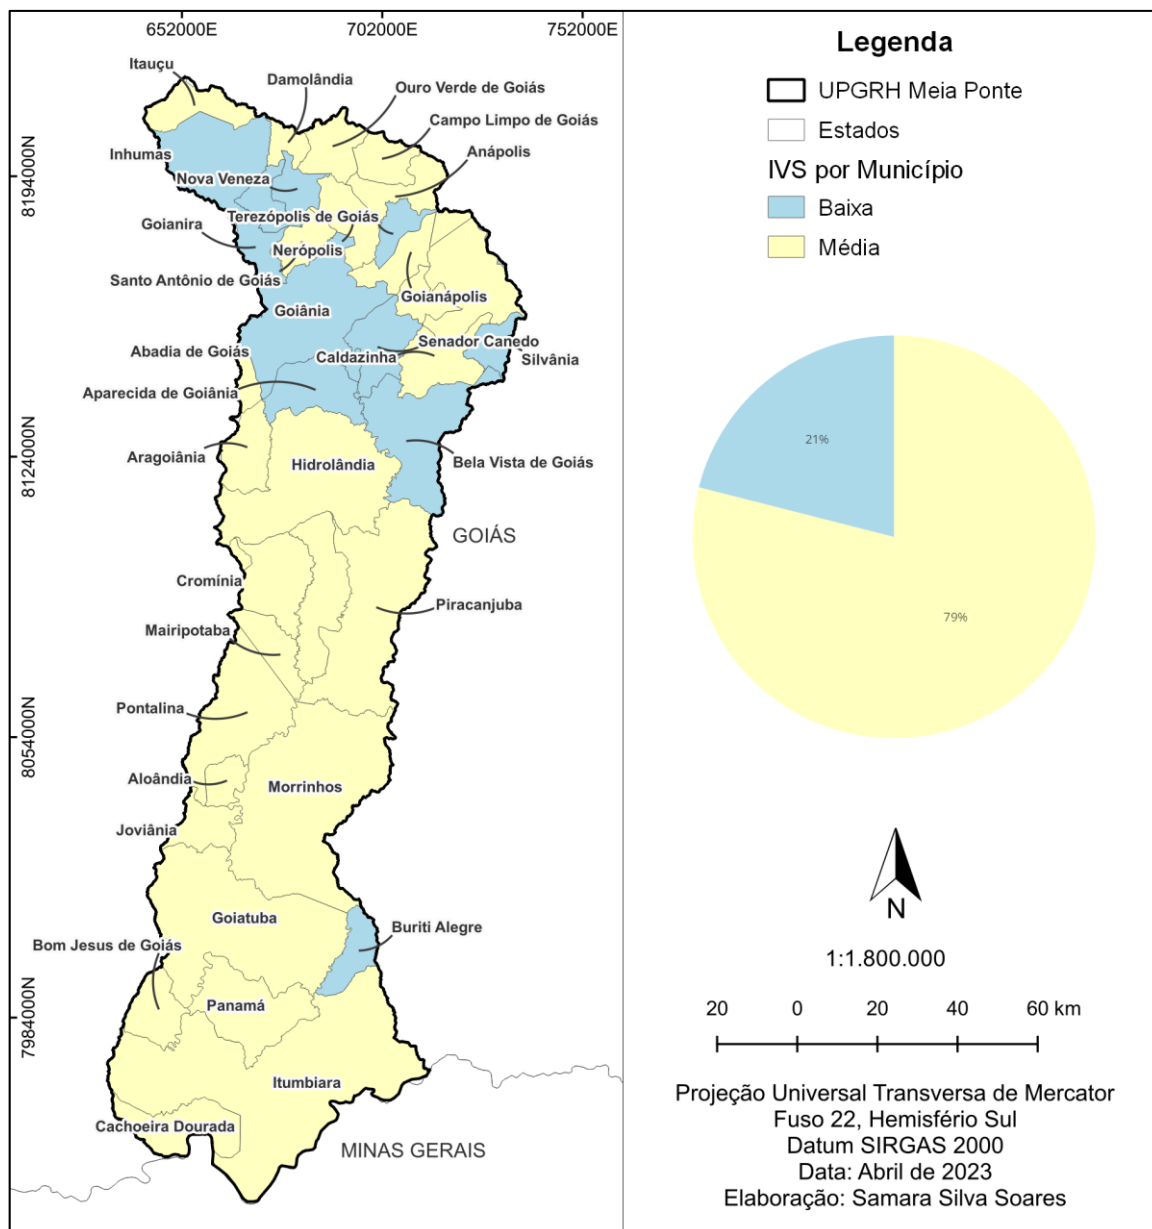 652000E
702000E
752000E
8194000N
8124000N
8054000N
7984000N
Itauçu
Damolândia
Ouro Verde de Goiás
Campo Limpo de Goiás
Anápolis
Inhumas
Nova Veneza
Terezópolis de Goiás
Goianira
Nerópolis
Santo Antônio de Goiás
Goianápolis
Goiânia
Senador Canedo
Abadia de Goiás
Caldazinha
Silvânia
Aparecida de Goiânia
Aragoiânia
Hidrolândia
Bela Vista de Goiás
GOIÁS
Cromínia
Piracanjuba
Mairipotaba
Pontalina
Aloândia
Morrinhos
Joviânia
Goiatuba
Buriti Alegre
Bom Jesus de Goiás
Panamá
Itumbiara
Cachoeira Dourada
MINAS GERAIS
Legenda
UPGRH Meia Ponte
Estados
IVS por Município
Baixa
Média
21%
79%
N
1:1.800.000
20 0 20 40 60 km
Projeção Universal Transversa de Mercator
Fuso 22, Hemisfério Sul
Datum SIRGAS 2000
Data: Abril de 2023
Elaboração: Samara Silva Soares